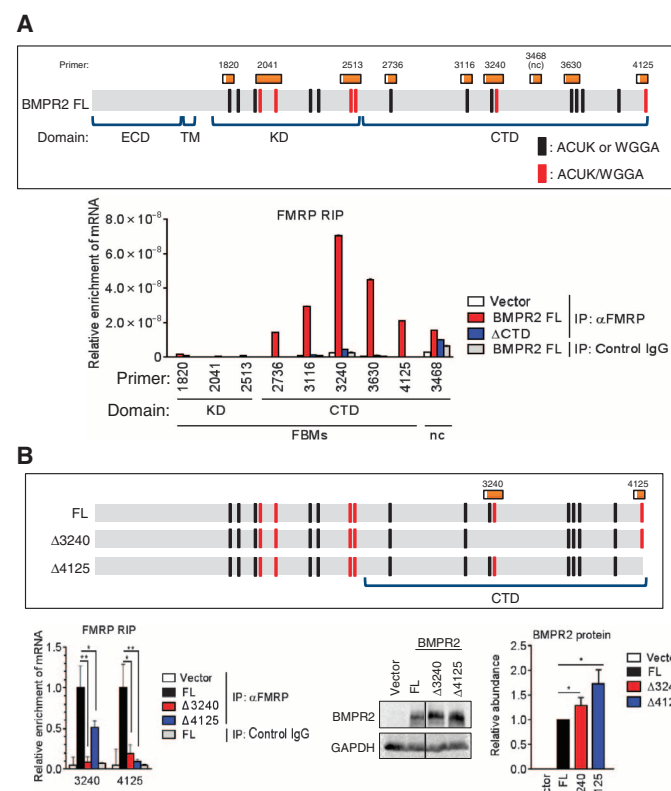 A
Primer: 1820 2041 2513 2736 3116 3240 3468 (nc) 3630 4125
BMPR2 FL
Domain: ECD TM KD CTD
: ACUK or WGGA
: ACUK/WGGA
FMRP RIP
Relative enrichment of mRNA
8.0 × 10⁻⁸
6.0 × 10⁻⁸
4.0 × 10⁻⁸
2.0 × 10⁻⁸
0
Vector
BMPR2 FL
ΔCTD
IP: αFMRP
BMPR2 FL IP: Control IgG
Primer: 1820 2041 2513 2736 3116 3240 3630 4125 3468
Domain: KD CTD
FBMs nc
B
3240 4125
FL
Δ3240
Δ4125
CTD
FMRP RIP
Relative enrichment of mRNA
1.5
1.0
0.5
0.0
* ** ** *
3240 4125
Vector
FL
Δ3240
Δ4125
IP: αFMRP
FL IP: Control IgG
BMPR2
Vector FL Δ3240 Δ4125
BMPR2
GAPDH
BMPR2 protein
Relative abundance
2.5
2.0
1.5
1.0
0.5
0.0
* *
FL
Vect
FL
Δ324
Δ412